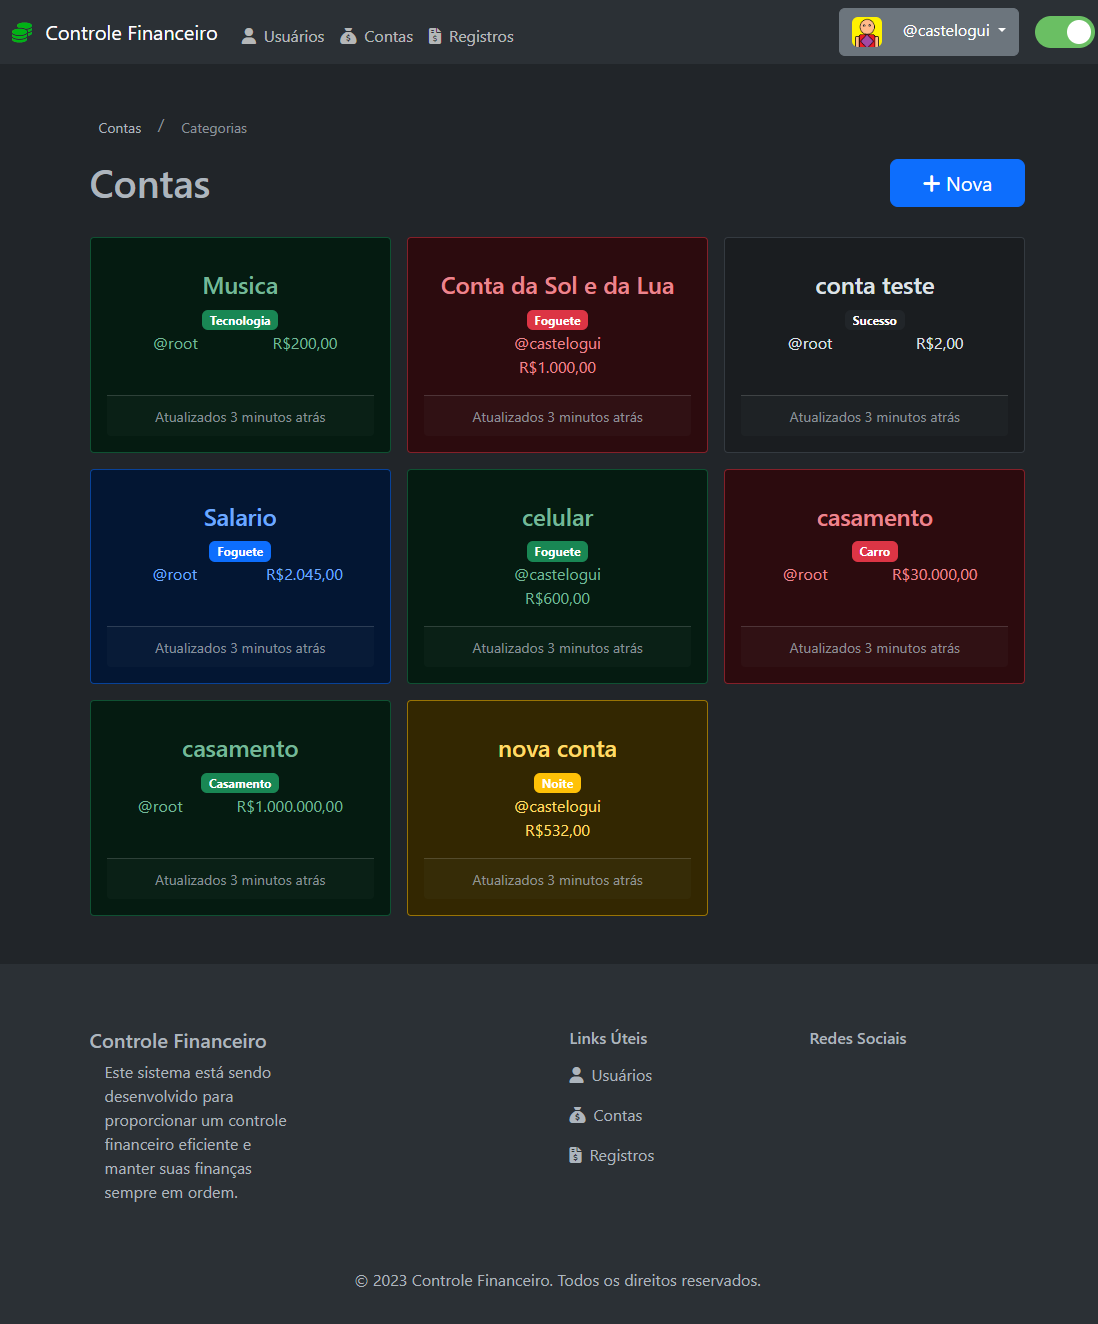 Controle Financeiro Usuários Contas Registros @castelogui
Contas / Categorias
Contas
Nova
Musica
Tecnologia
@root R$200,00
Atualizados 3 minutos atrás
Conta da Sol e da Lua
Foguete
@castelogui
R$1.000,00
Atualizados 3 minutos atrás
conta teste
Sucesso
@root R$2,00
Atualizados 3 minutos atrás
Salario
Foguete
@root R$2.045,00
Atualizados 3 minutos atrás
celular
Foguete
@castelogui
R$600,00
Atualizados 3 minutos atrás
casamento
Carro
@root R$30.000,00
Atualizados 3 minutos atrás
casamento
Casamento
@root R$1.000.000,00
Atualizados 3 minutos atrás
nova conta
Noite
@castelogui
R$532,00
Atualizados 3 minutos atrás
Controle Financeiro
Este sistema está sendo
desenvolvido para
proporcionar um controle
financeiro eficiente e
manter suas finanças
sempre em ordem.
Links Úteis
Usuários
Contas
Registros
Redes Sociais
© 2023 Controle Financeiro. Todos os direitos reservados.